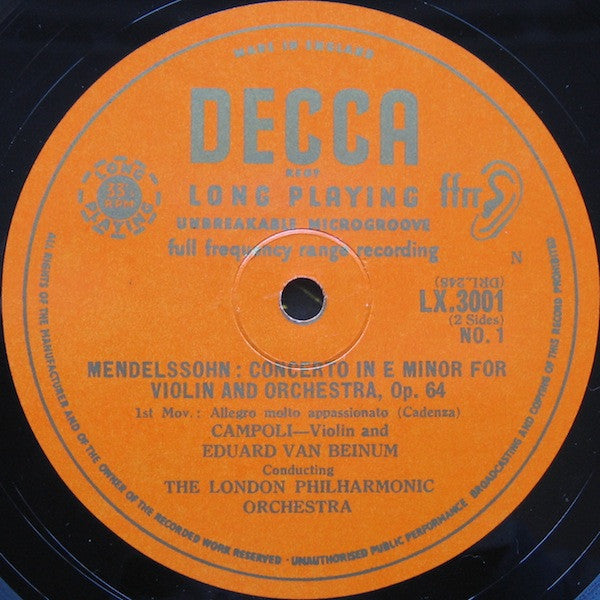 MADE IN ENGLAND
DECCA
REGD
LONG PLAYING
UNBREAKABLE MICROGROOVE
full frequency range recording
ffrr
LONG PLAYING
33⅓ RPM
N
(DRL.248)
LX.3001
(2 Sides)
NO. 1
MENDELSSOHN : CONCERTO IN E MINOR FOR
VIOLIN AND ORCHESTRA, Op. 64
1st Mov. : Allegro molto appassionato (Cadenza)
CAMPOLI—Violin and
EDUARD VAN BEINUM
Conducting
THE LONDON PHILHARMONIC
ORCHESTRA
ALL RIGHTS OF THE MANUFACTURER AND OF THE OWNER OF THE RECORDED WORK RESERVED · UNAUTHORISED PUBLIC PERFORMANCE BROADCASTING AND COPYING OF THIS RECORD PROHIBITED